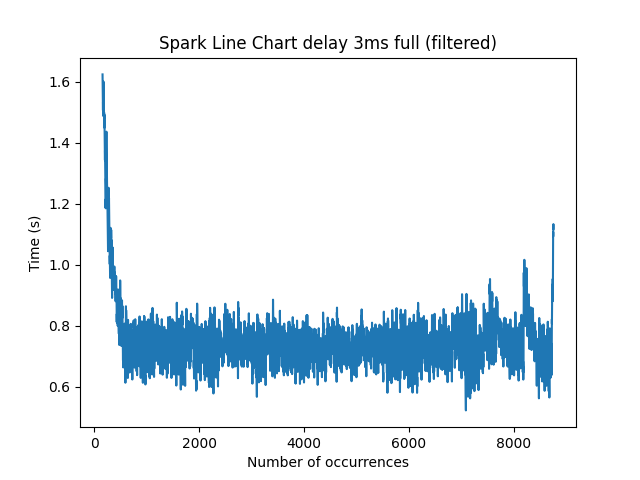 Spark Line Chart delay 3ms full (filtered)
1.6
1.4
1.2
1.0
0.8
0.6
Time (s)
0 2000 4000 6000 8000
Number of occurrences